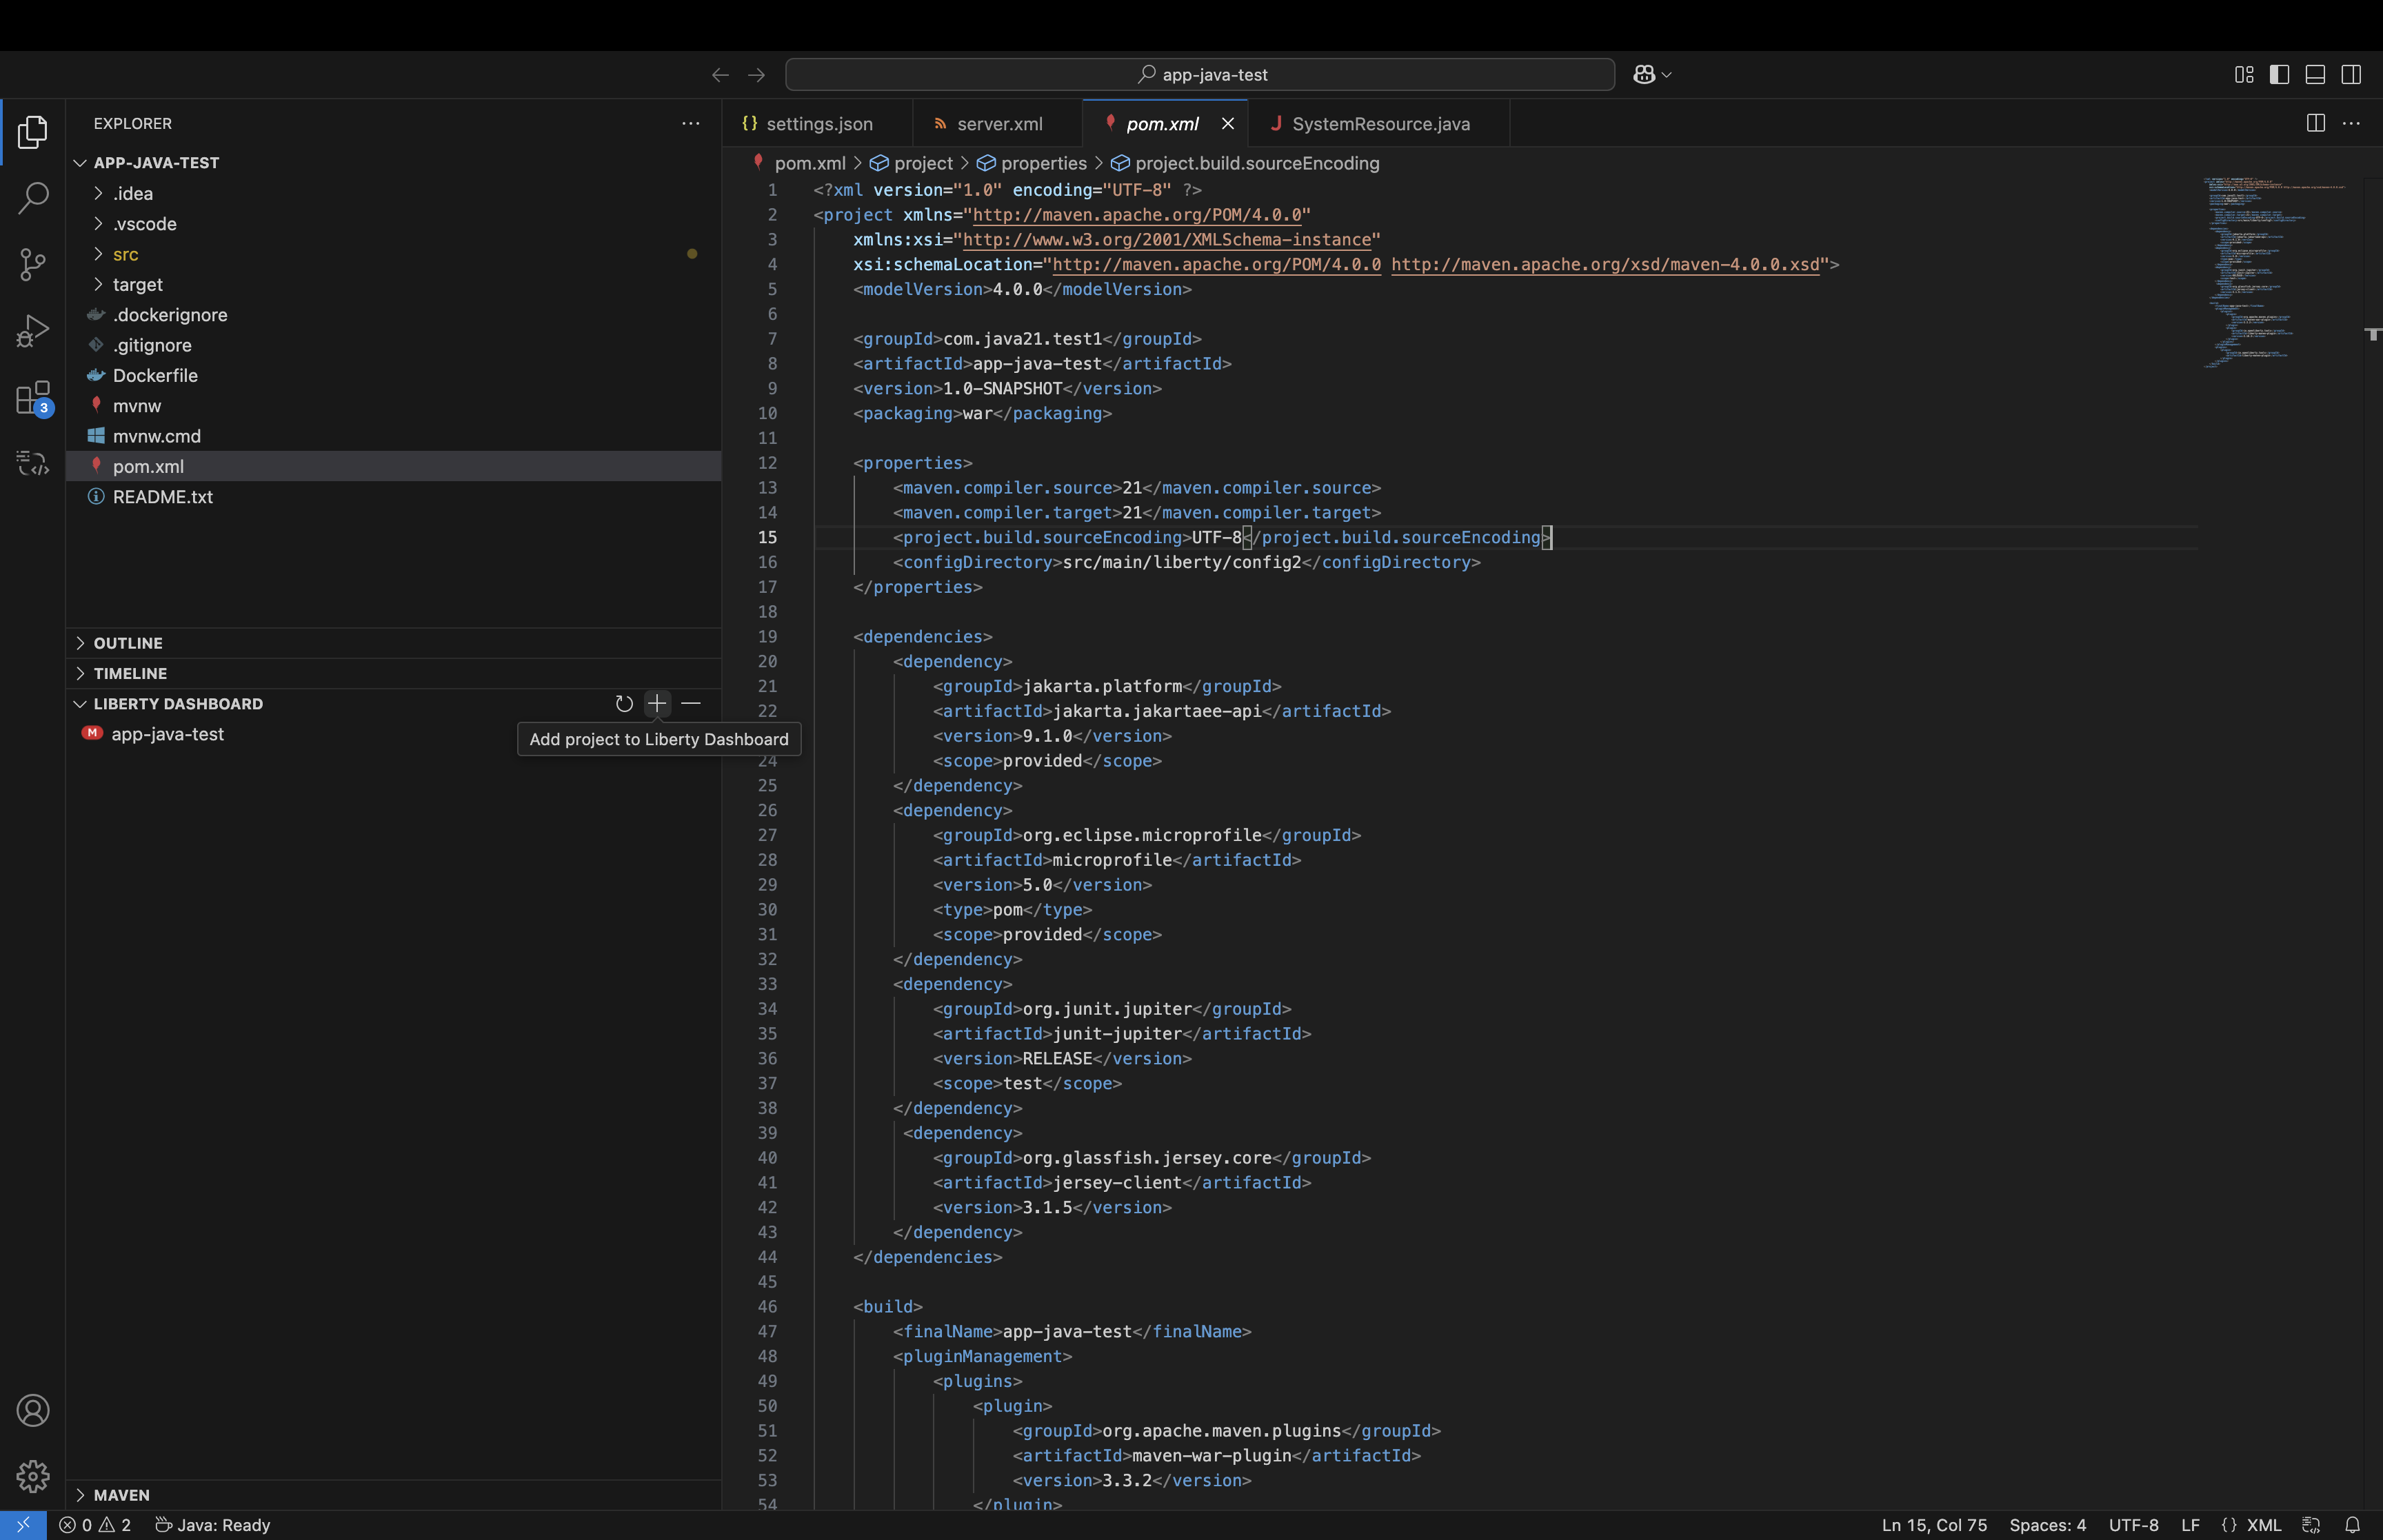 app-java-test
EXPLORER
settings.json
server.xml
pom.xml
SystemResource.java
APP-JAVA-TEST
.idea
.vscode
src
target
.dockerignore
.gitignore
Dockerfile
mvnw
mvnw.cmd
pom.xml
README.txt
OUTLINE
TIMELINE
LIBERTY DASHBOARD
M app-java-test
Add project to Liberty Dashboard
MAVEN
3
pom.xml > project > properties > project.build.sourceEncoding
1 <?xml version="1.0" encoding="UTF-8" ?>
2 <project xmlns="http://maven.apache.org/POM/4.0.0"
3 xmlns:xsi="http://www.w3.org/2001/XMLSchema-instance"
4 xsi:schemaLocation="http://maven.apache.org/POM/4.0.0 http://maven.apache.org/xsd/maven-4.0.0.xsd">
5 <modelVersion>4.0.0</modelVersion>
6
7 <groupId>com.java21.test1</groupId>
8 <artifactId>app-java-test</artifactId>
9 <version>1.0-SNAPSHOT</version>
10 <packaging>war</packaging>
11
12 <properties>
13 <maven.compiler.source>21</maven.compiler.source>
14 <maven.compiler.target>21</maven.compiler.target>
15 <project.build.sourceEncoding>UTF-8</project.build.sourceEncoding>
16 <configDirectory>src/main/liberty/config2</configDirectory>
17 </properties>
18
19 <dependencies>
20 <dependency>
21 <groupId>jakarta.platform</groupId>
22 <artifactId>jakarta.jakartaee-api</artifactId>
<version>9.1.0</version>
24 <scope>provided</scope>
25 </dependency>
26 <dependency>
27 <groupId>org.eclipse.microprofile</groupId>
28 <artifactId>microprofile</artifactId>
29 <version>5.0</version>
30 <type>pom</type>
31 <scope>provided</scope>
32 </dependency>
33 <dependency>
34 <groupId>org.junit.jupiter</groupId>
35 <artifactId>junit-jupiter</artifactId>
36 <version>RELEASE</version>
37 <scope>test</scope>
38 </dependency>
39 <dependency>
40 <groupId>org.glassfish.jersey.core</groupId>
41 <artifactId>jersey-client</artifactId>
42 <version>3.1.5</version>
43 </dependency>
44 </dependencies>
45
46 <build>
47 <finalName>app-java-test</finalName>
48 <pluginManagement>
49 <plugins>
50 <plugin>
51 <groupId>org.apache.maven.plugins</groupId>
52 <artifactId>maven-war-plugin</artifactId>
53 <version>3.3.2</version>
54 </plugin>
0 2 Java: Ready
Ln 15, Col 75 Spaces: 4 UTF-8 LF {} XML